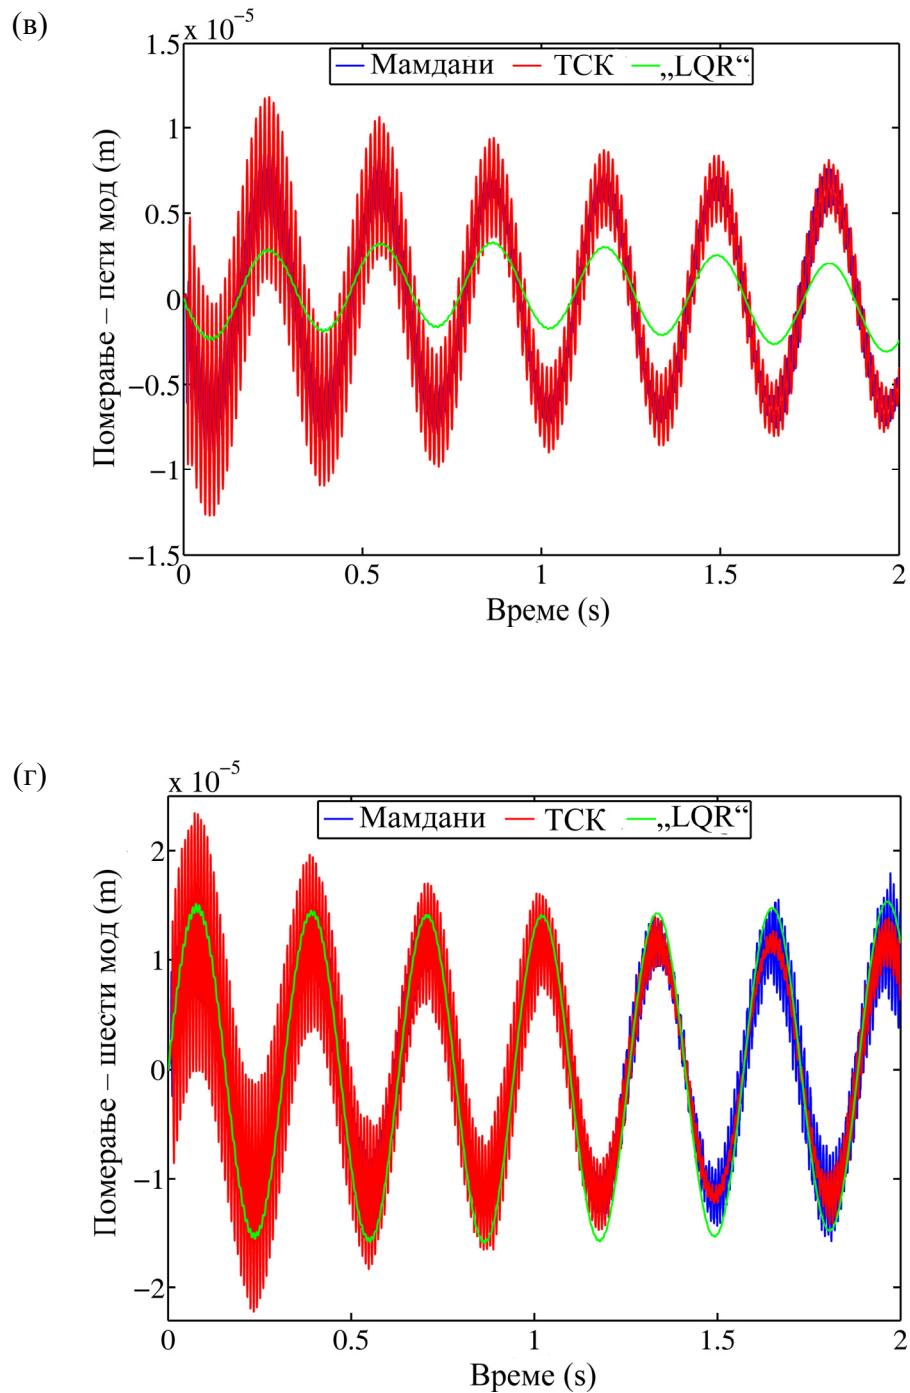 (в)
x 10⁻⁵
Мамдани ТСК „LQR“
1.5
1
0.5
0
−0.5
−1
−1.5
Померање – пети мод (m)
0 0.5 1 1.5 2
Време (s)
(г)
x 10⁻⁵
Мамдани ТСК „LQR“
2
1
0
−1
−2
Померање – шести мод (m)
0 0.5 1 1.5 2
Време (s)